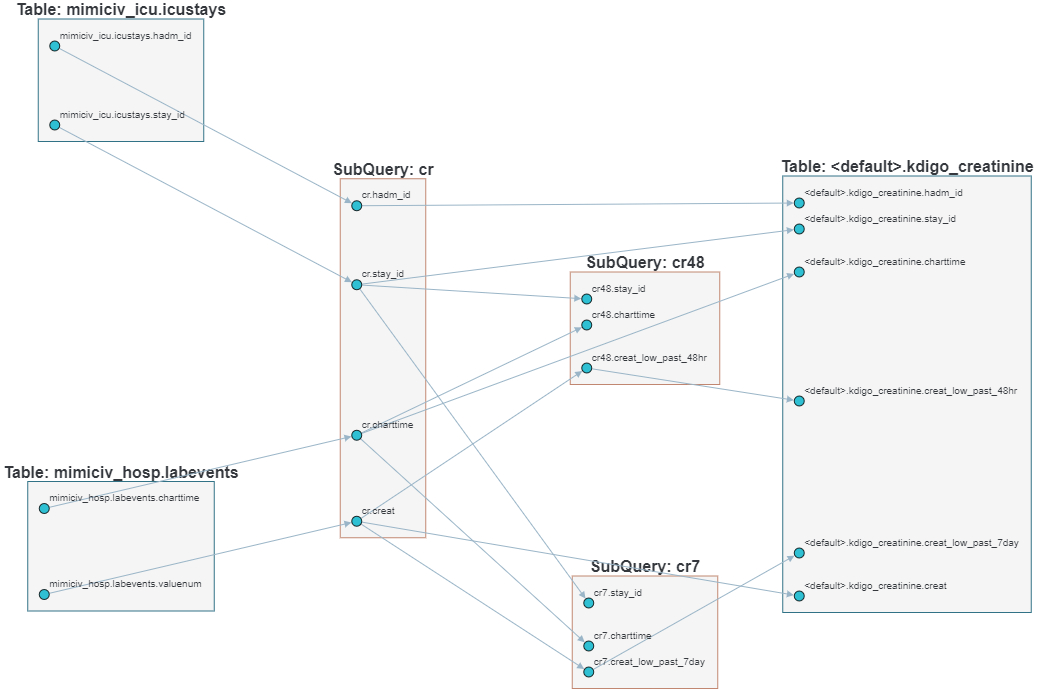 Table: mimiciv_icu.icustays
mimiciv_icu.icustays.hadm_id
mimiciv_icu.icustays.stay_id
Table: mimiciv_hosp.labevents
mimiciv_hosp.labevents.charttime
mimiciv_hosp.labevents.valuenum
SubQuery: cr
cr.hadm_id
cr.stay_id
cr.charttime
cr.creat
SubQuery: cr48
cr48.stay_id
cr48.charttime
cr48.creat_low_past_48hr
SubQuery: cr7
cr7.stay_id
cr7.charttime
cr7.creat_low_past_7day
Table: <default>.kdigo_creatinine
<default>.kdigo_creatinine.hadm_id
<default>.kdigo_creatinine.stay_id
<default>.kdigo_creatinine.charttime
<default>.kdigo_creatinine.creat_low_past_48hr
<default>.kdigo_creatinine.creat_low_past_7day
<default>.kdigo_creatinine.creat